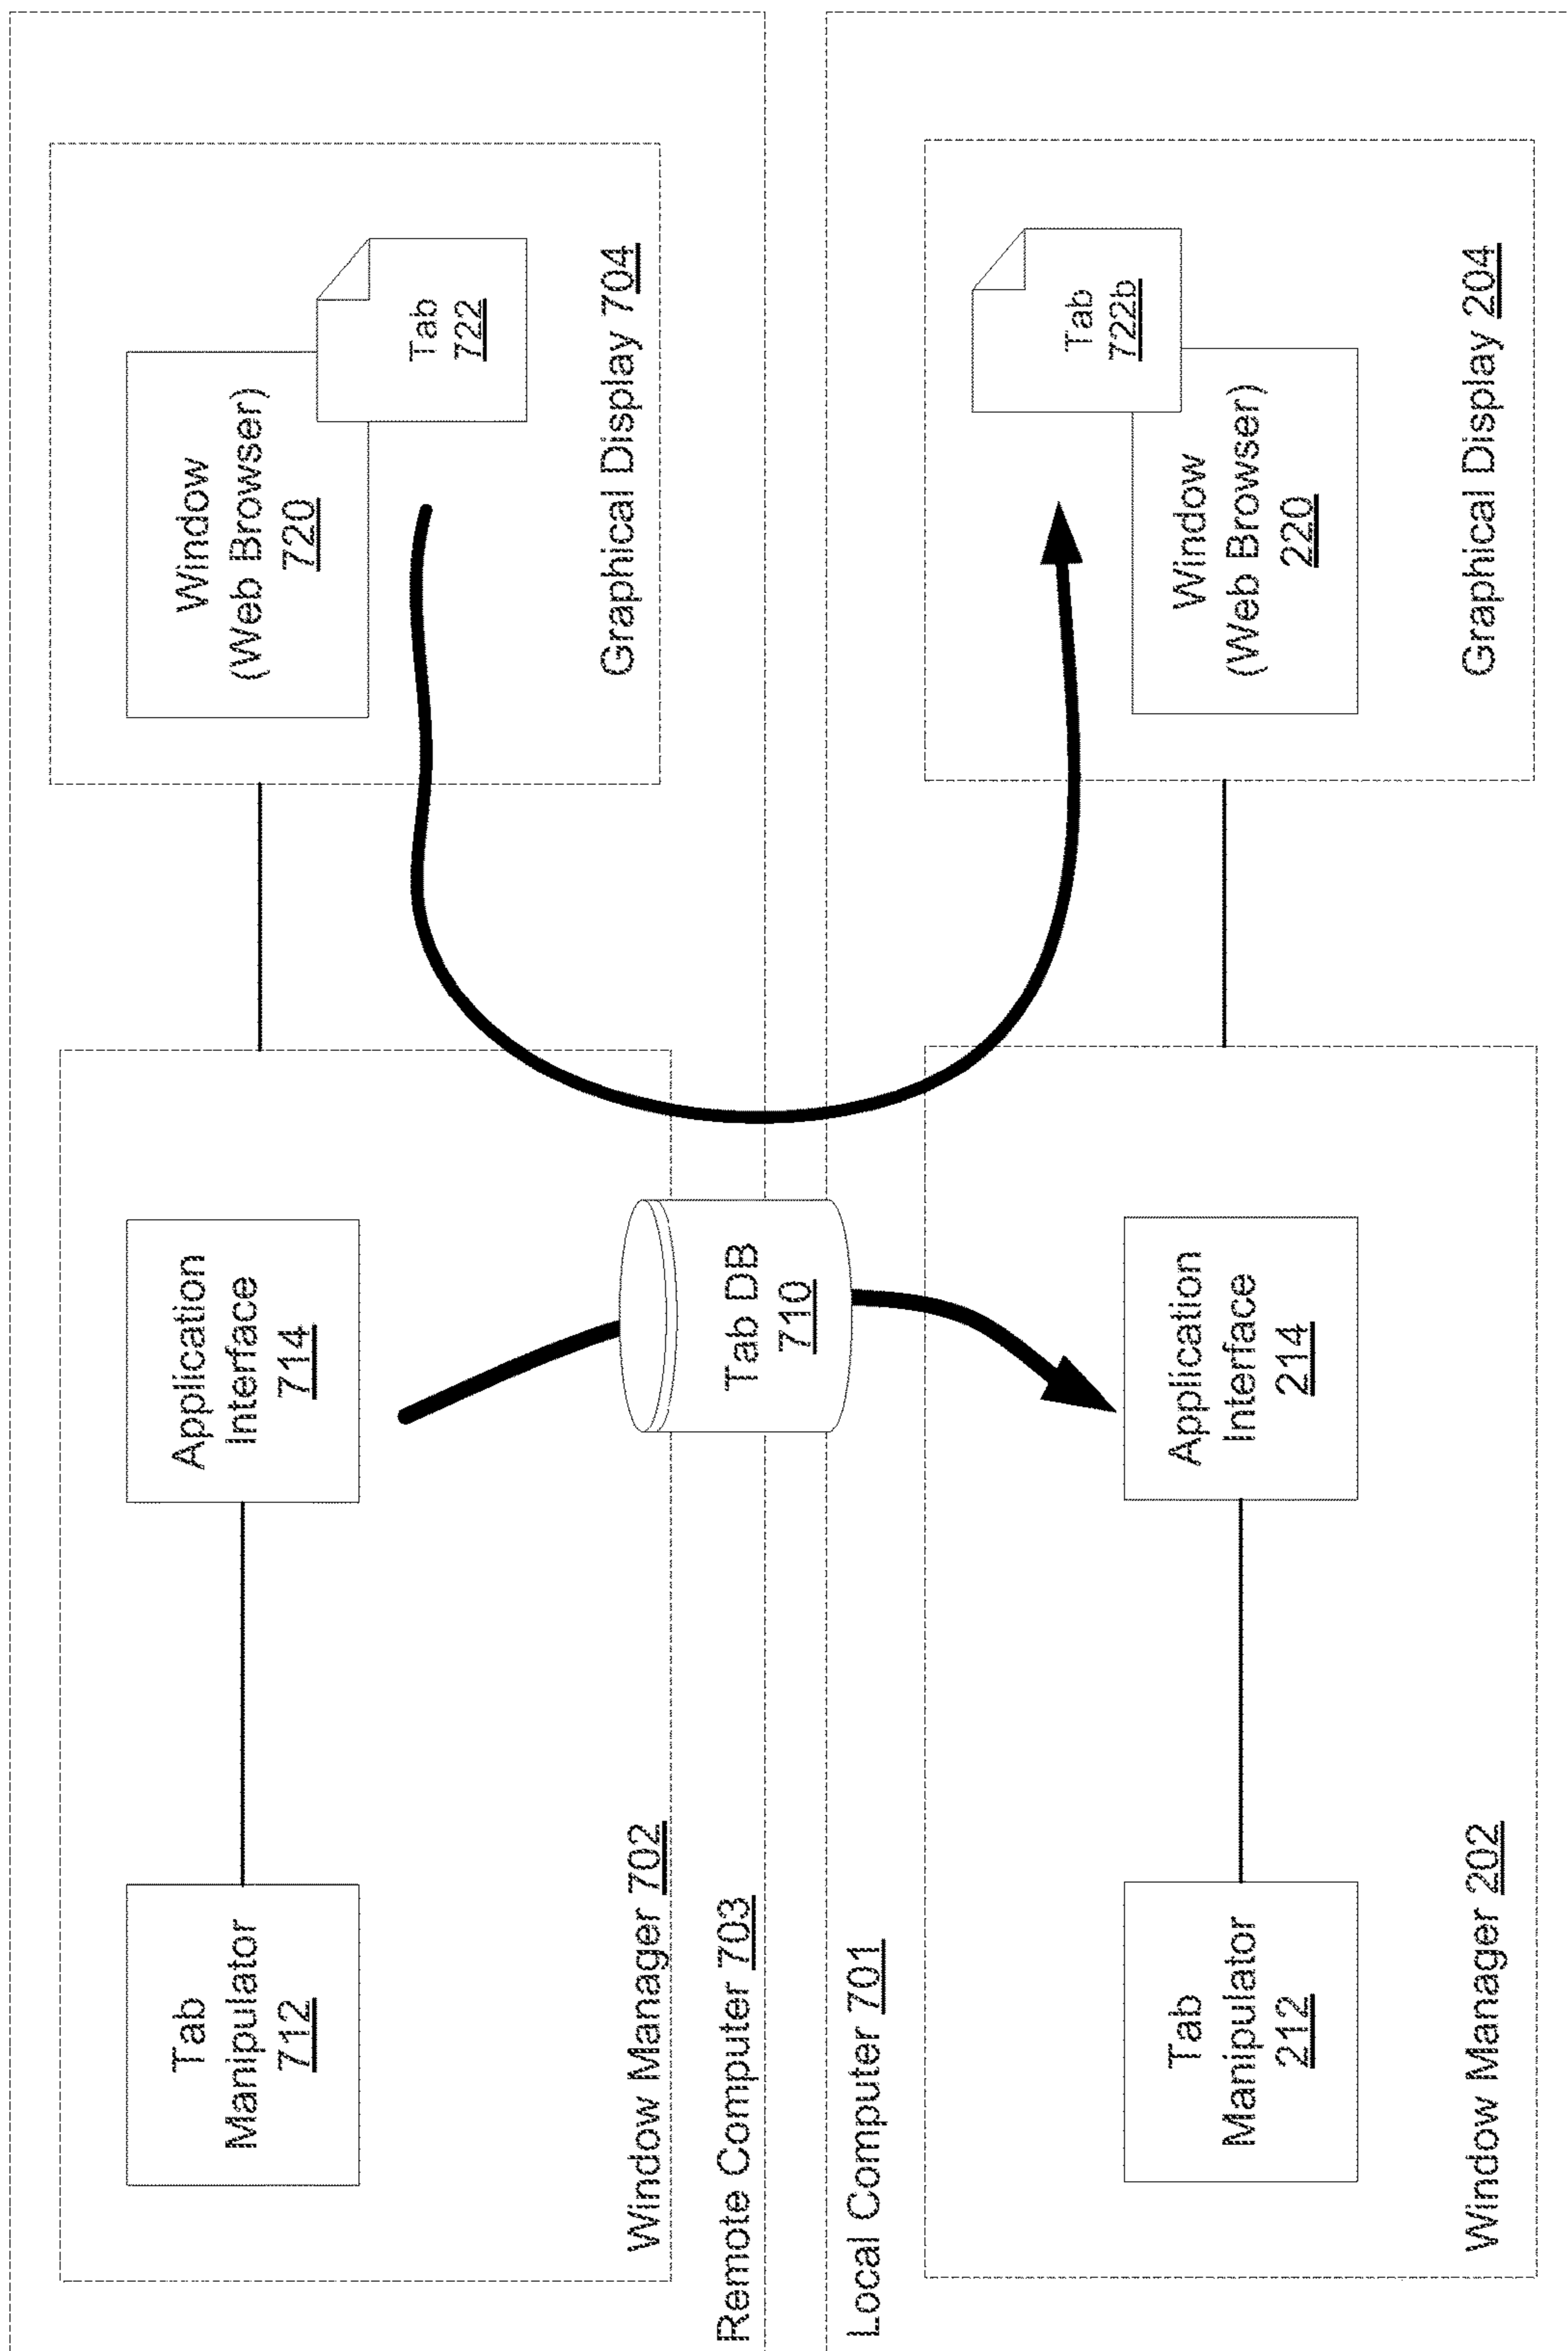 Tab
Manipulator
712
Application
Interface
714
Window
(Web Browser)
720
Tab
722
Window Manager 702
Graphical Display 704
Remote Computer 703
Tab DB
710
Local Computer 701
Tab
Manipulator
212
Application
Interface
214
Window
(Web Browser)
220
Tab
722b
Window Manager 202
Graphical Display 204